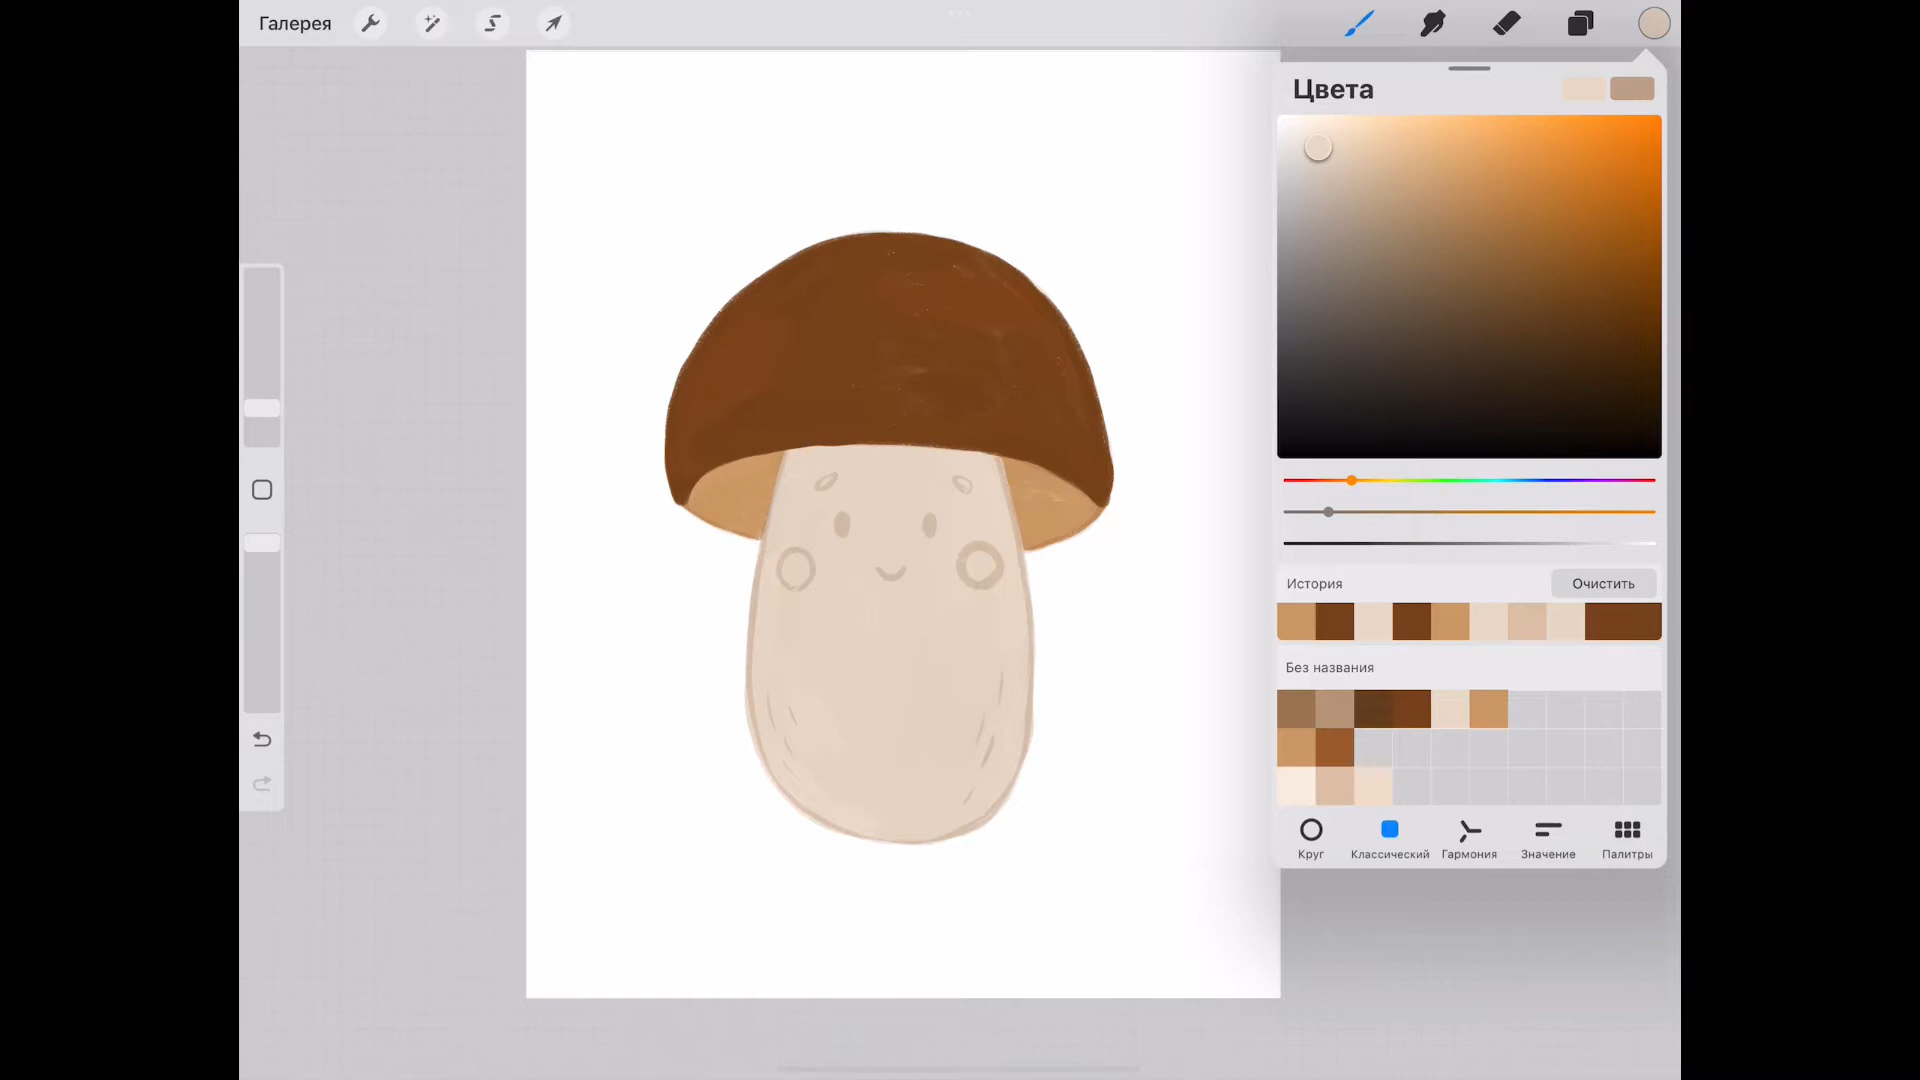 Галерея
Цвета
История
Очистить
Без названия
Круг
Классический
Гармония
Значение
Палитры